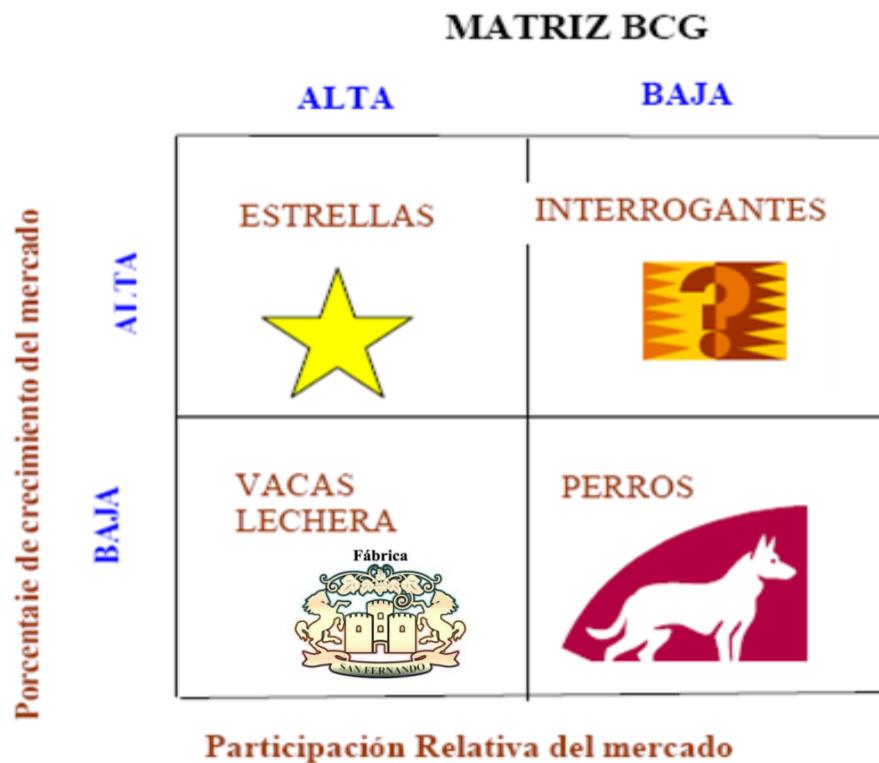 MATRIZ BCG
ALTA
BAJA
Porcentaie de crecimiento del mercado
ALTA
ESTRELLAS
INTERROGANTES
?
BAJA
VACAS
LECHERA
PERROS
Fábrica
SAN FERNANDO
Participación Relativa del mercado